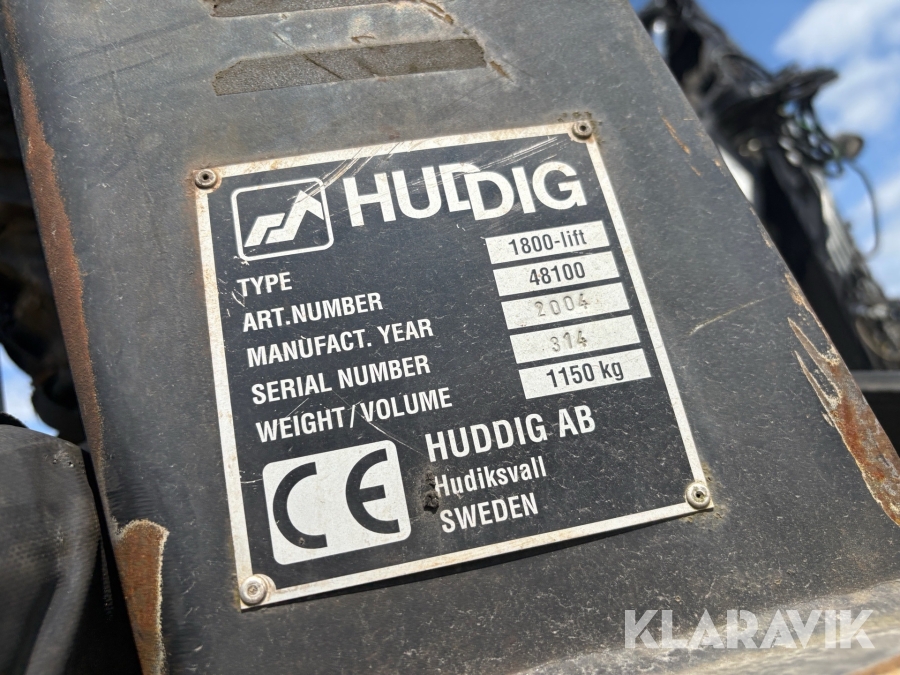 HUDDIG
TYPE 1800-lift
ART.NUMBER 48100
MANUFACT. YEAR 2004
SERIAL NUMBER 314
WEIGHT/VOLUME 1150 kg
CE HUDDIG AB
Hudiksvall
SWEDEN
KLARAVIK